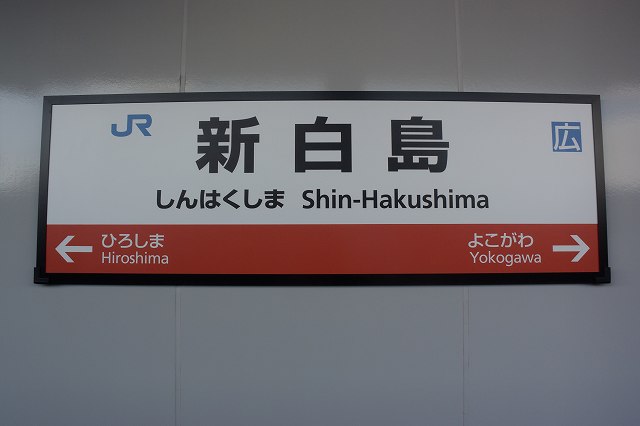 JR 新白島 広
しんはくしま Shin-Hakushima
← ひろしま よこがわ →
Hiroshima Yokogawa